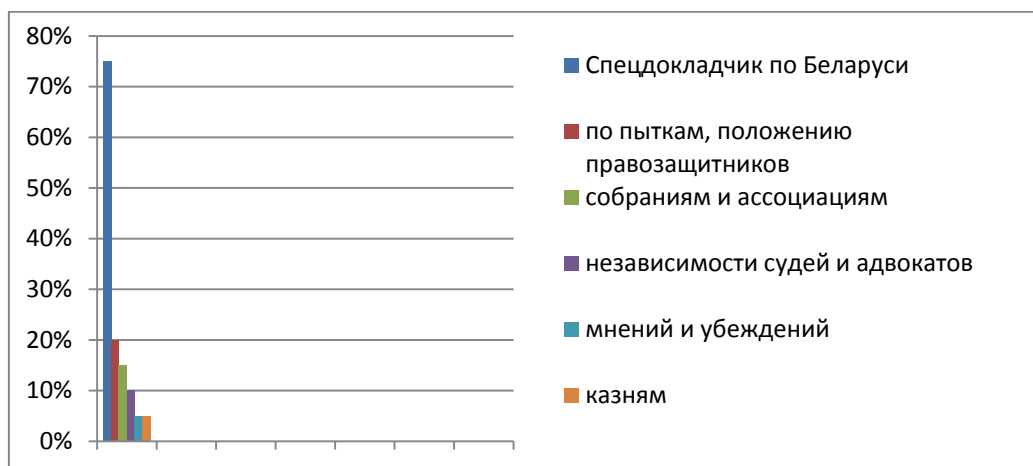 80%
70%
60%
50%
40%
30%
20%
10%
0%
Спецдокладчик по Беларуси
по пыткам, положению
правозащитников
собраниям и ассоциациям
независимости судей и адвокатов
мнений и убеждений
казням